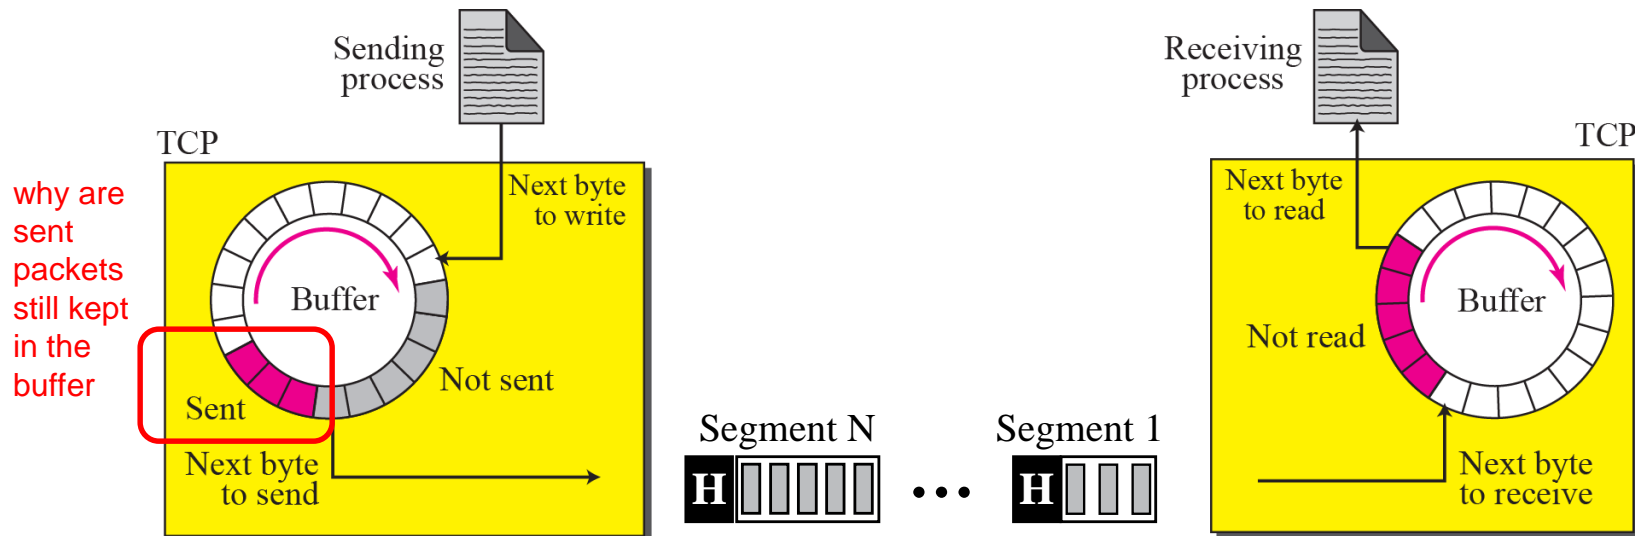 Sending
process
Receiving
process
TCP
TCP
why are
sent
packets
still kept
in the
buffer
Next byte
to write
Buffer
Not sent
Sent
Next byte
to send
Segment N
H
...
Segment 1
H
Next byte
to read
Buffer
Not read
Next byte
to receive